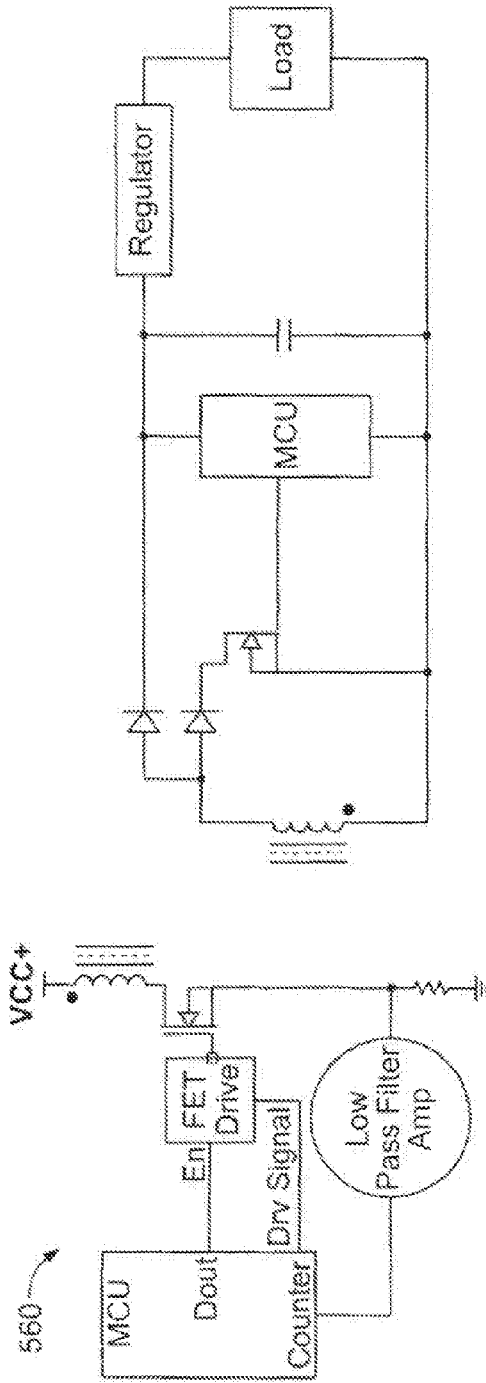 560
MCU
Dout
Counter
En
Drv Signal
FET
Drive
VCC+
Low
Pass Filter
Amp
MCU
Regulator
Load